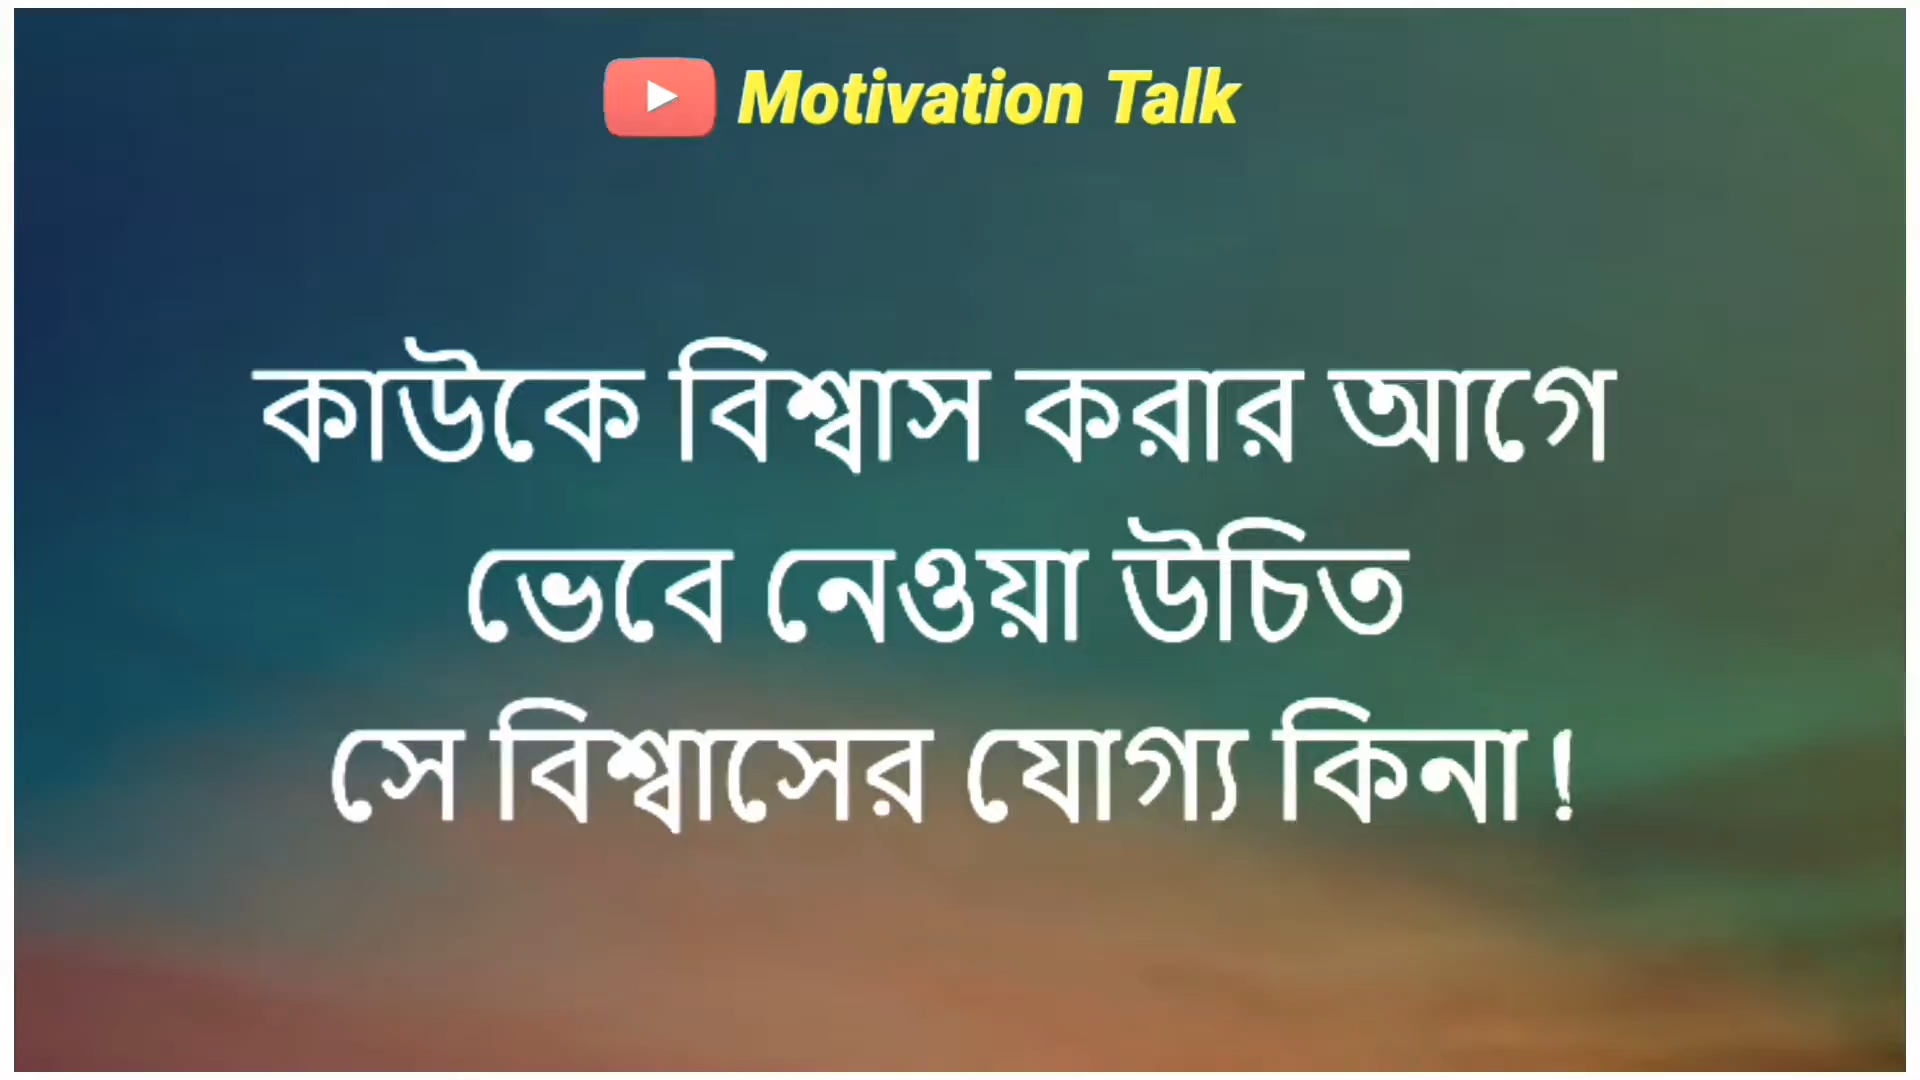 Motivation Talk
কাউকে বিশ্বাস করার আগে
ভেবে নেওয়া উচিত
সে বিশ্বাসের যোগ্য কিনা !